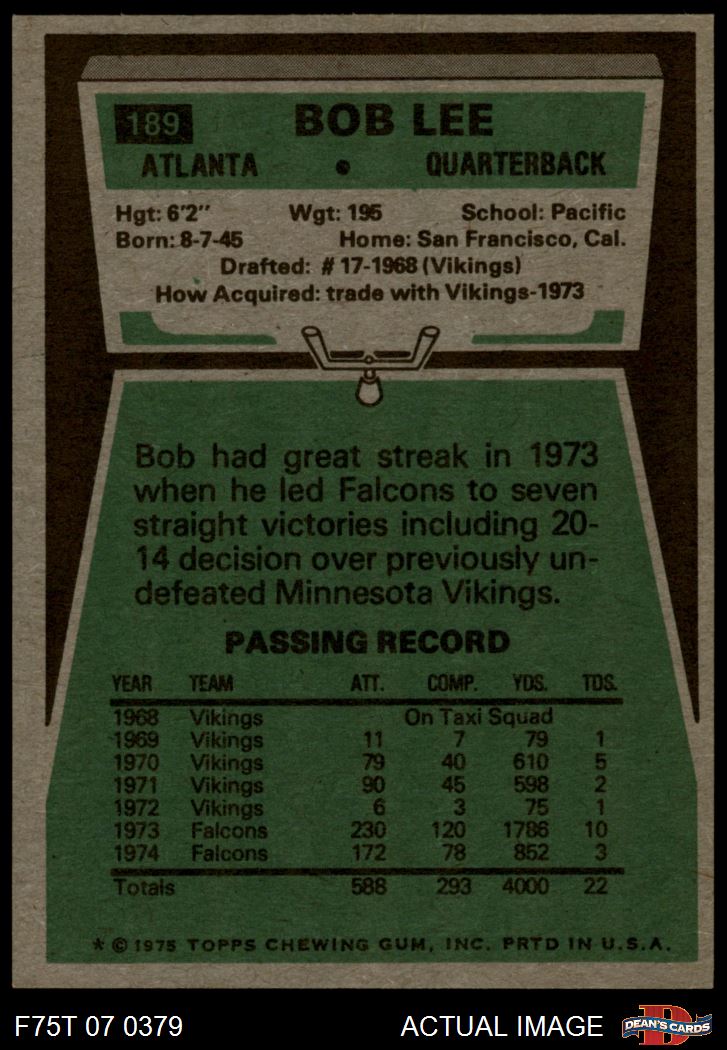 189 BOB LEE
ATLANTA • QUARTERBACK
Hgt: 6'2" Wgt: 195 School: Pacific
Born: 8-7-45 Home: San Francisco, Cal.
Drafted: # 17-1968 (Vikings)
How Acquired: trade with Vikings-1973
Bob had great streak in 1973
when he led Falcons to seven
straight victories including 20-
14 decision over previously un-
defeated Minnesota Vikings.
PASSING RECORD
YEAR TEAM ATT. COMP. YDS. TDS.
1968 Vikings On Taxi Squad
1969 Vikings 11 7 79 1
1970 Vikings 79 40 610 5
1971 Vikings 90 45 598 2
1972 Vikings 6 3 75 1
1973 Falcons 230 120 1786 10
1974 Falcons 172 78 852 3
Totals 588 293 4000 22
* © 1975 TOPPS CHEWING GUM, INC. PRTD IN U.S.A.
F75T 07 0379 ACTUAL IMAGE D DEAN'S CARDS